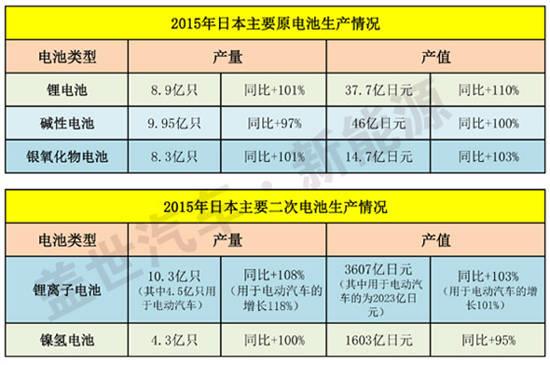 2015年日本主要原电池生产情况
电池类型 产量 产值
锂电池 8.9亿只 同比+101% 37.7亿日元 同比+110%
碱性电池 9.95亿只 同比+97% 46亿日元 同比+100%
银氧化物电池 8.3亿只 同比+101% 14.7亿日元 同比+103%
2015年日本主要二次电池生产情况
电池类型 产量 产值
锂离子电池
10.3亿只
(其中4.5亿只用
于电动汽车)
同比+108%
(用于电动汽车的
增长118%)
3607亿日元
(其中用于电动汽
车的为2023亿日
元)
同比+103%
(用于电动汽车的增
长101%)
镍氢电池 4.3亿只 同比+100% 1603亿日元 同比+95%
盖世汽车·新能源